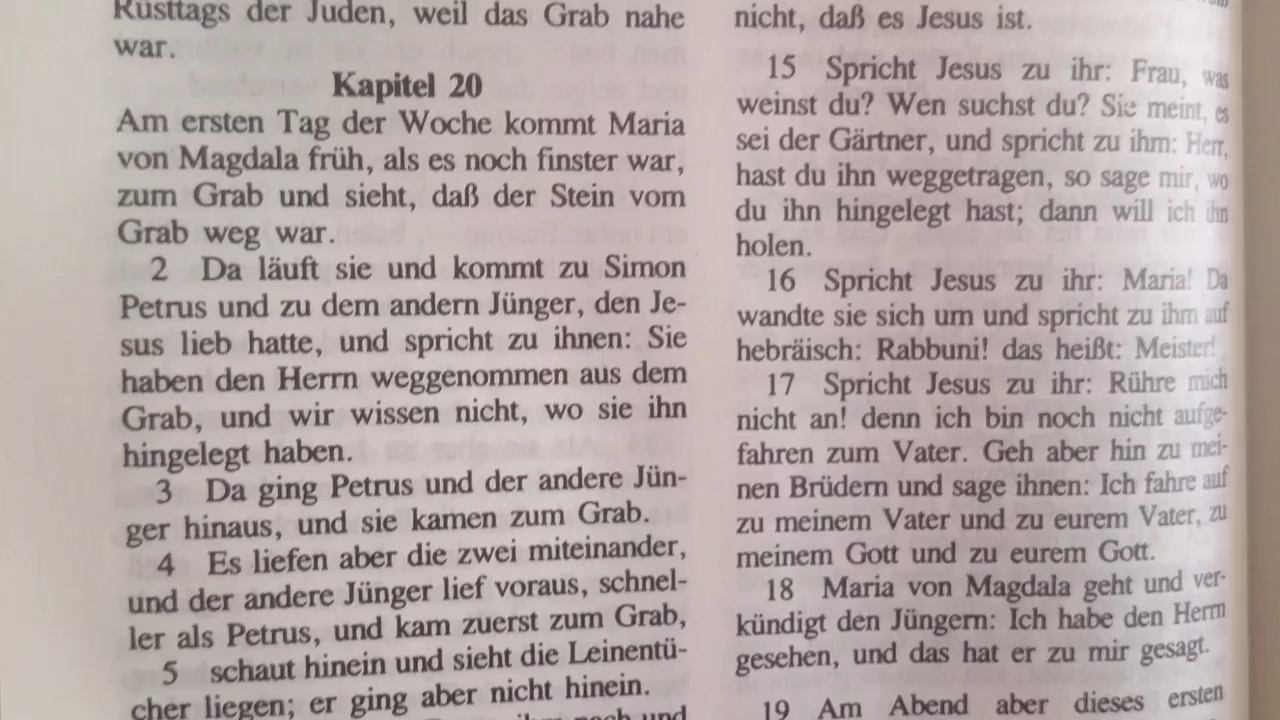 Rüsttags der Juden, weil das Grab nahe
war.
Kapitel 20
Am ersten Tag der Woche kommt Maria
von Magdala früh, als es noch finster war,
zum Grab und sieht, daß der Stein vom
Grab weg war.
2 Da läuft sie und kommt zu Simon
Petrus und zu dem andern Jünger, den Je-
sus lieb hatte, und spricht zu ihnen: Sie
haben den Herrn weggenommen aus dem
Grab, und wir wissen nicht, wo sie ihn
hingelegt haben.
3 Da ging Petrus und der andere Jün-
ger hinaus, und sie kamen zum Grab.
4 Es liefen aber die zwei miteinander,
und der andere Jünger lief voraus, schnel-
ler als Petrus, und kam zuerst zum Grab,
5 schaut hinein und sieht die Leinentü-
cher liegen; er ging aber nicht hinein.
nicht, daß es Jesus ist.
15 Spricht Jesus zu ihr: Frau, was
weinst du? Wen suchst du? Sie meint, es
sei der Gärtner, und spricht zu ihm: Herr,
hast du ihn weggetragen, so sage mir, wo
du ihn hingelegt hast; dann will ich ihn
holen.
16 Spricht Jesus zu ihr: Maria! Da
wandte sie sich um und spricht zu ihm auf
hebräisch: Rabbuni! das heißt: Meister!
17 Spricht Jesus zu ihr: Rühre mich
nicht an! denn ich bin noch nicht aufge-
fahren zum Vater. Geh aber hin zu mei-
nen Brüdern und sage ihnen: Ich fahre auf
zu meinem Vater und zu eurem Vater, zu
meinem Gott und zu eurem Gott.
18 Maria von Magdala geht und ver-
kündigt den Jüngern: Ich habe den Herrn
gesehen, und das hat er zu mir gesagt.
19 Am Abend aber dieses ersten